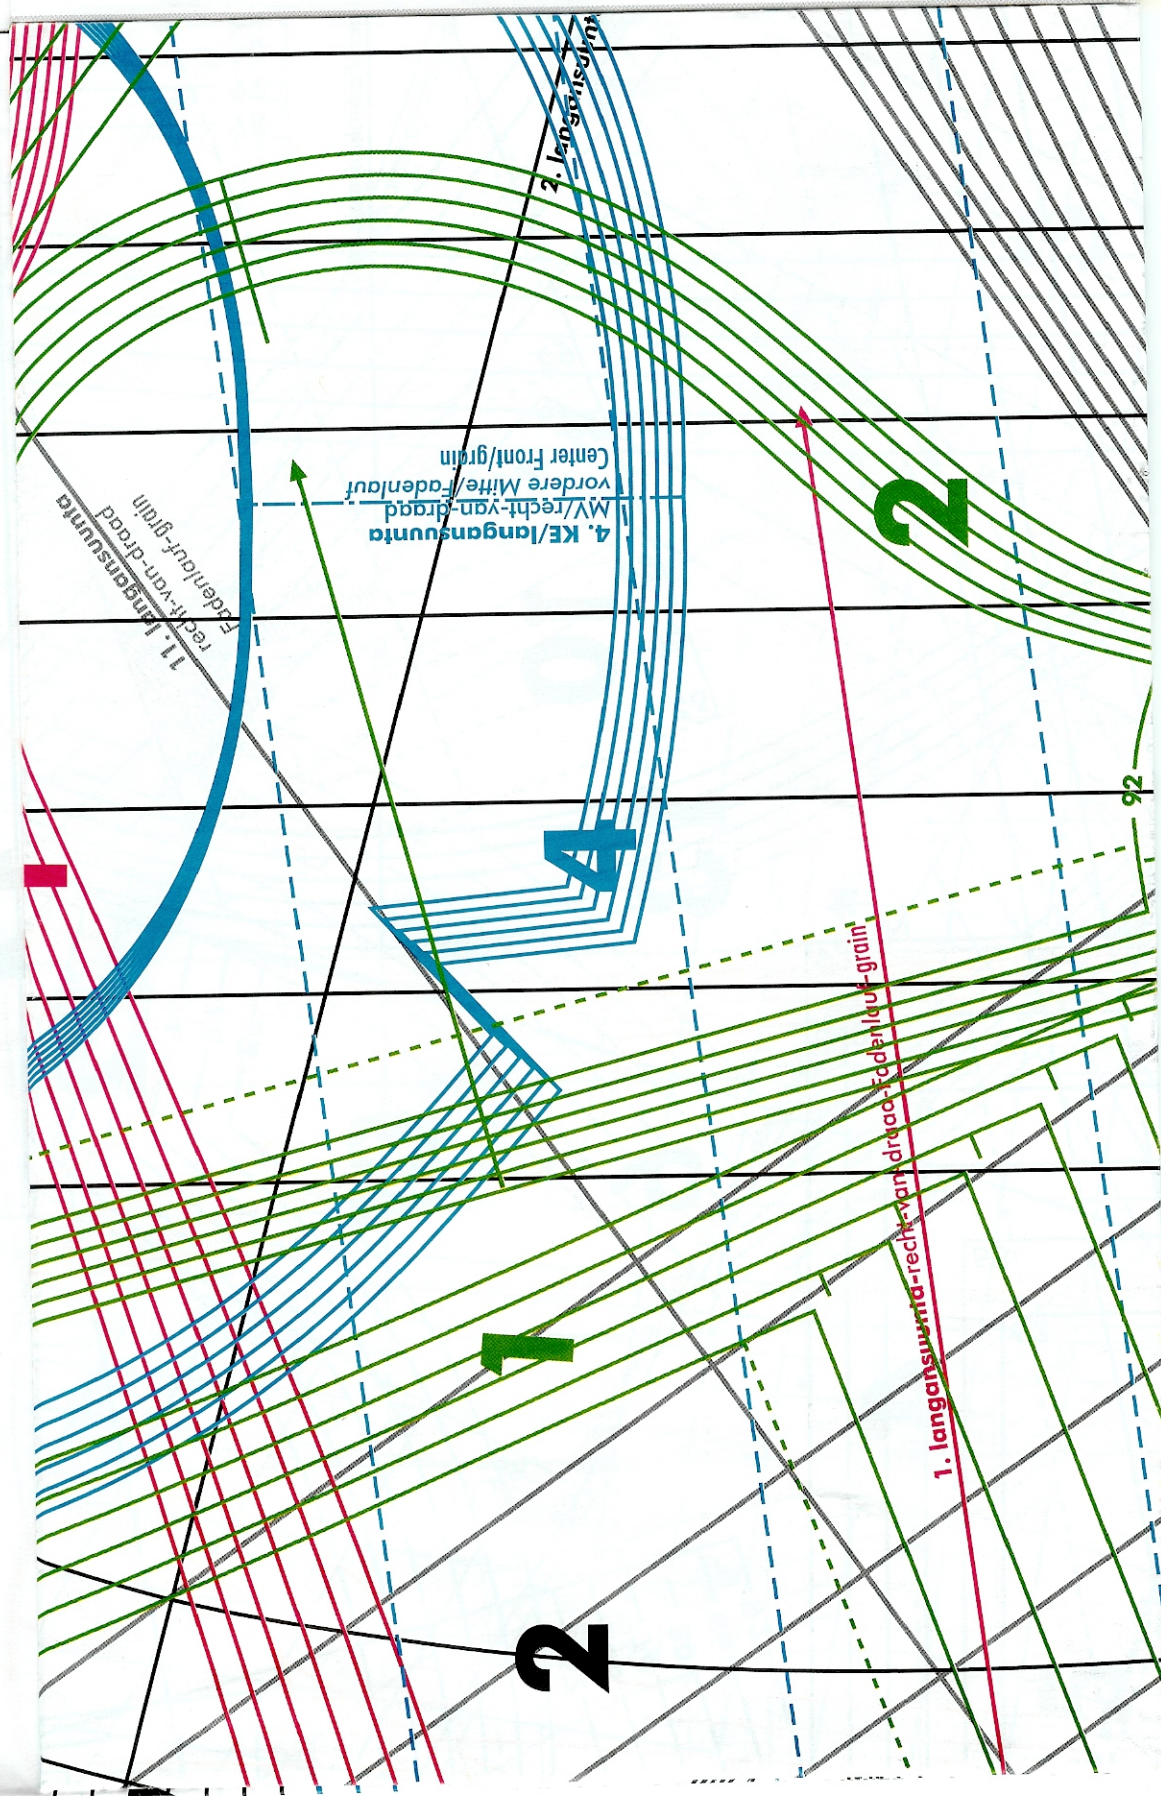 2. langansuunt
Center Front/grain
vordere Mitte/Fadenlauf
MV/recht-van-draad
4. KE/langansuunta
11. langansuunta
recht-van-draad
Fadenlauf-grain
2
92
4
1
1. langansuunta-recht-van-draad-Fadenlauf-grain
2